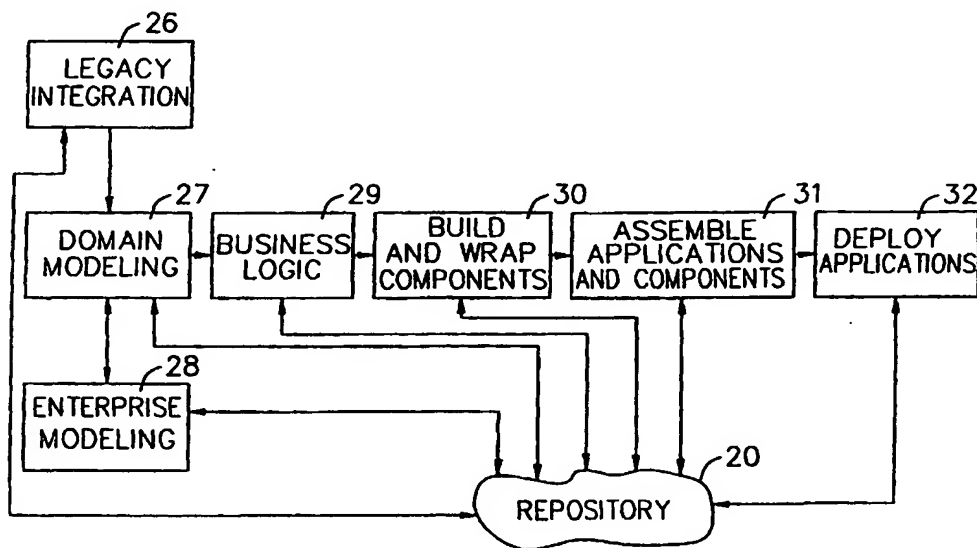 26
LEGACY
INTEGRATION
27
DOMAIN
MODELING
29
BUSINESS
LOGIC
30
BUILD
AND WRAP
COMPONENTS
31
ASSEMBLE
APPLICATIONS
AND COMPONENTS
32
DEPLOY
APPLICATIONS
28
ENTERPRISE
MODELING
20
REPOSITORY